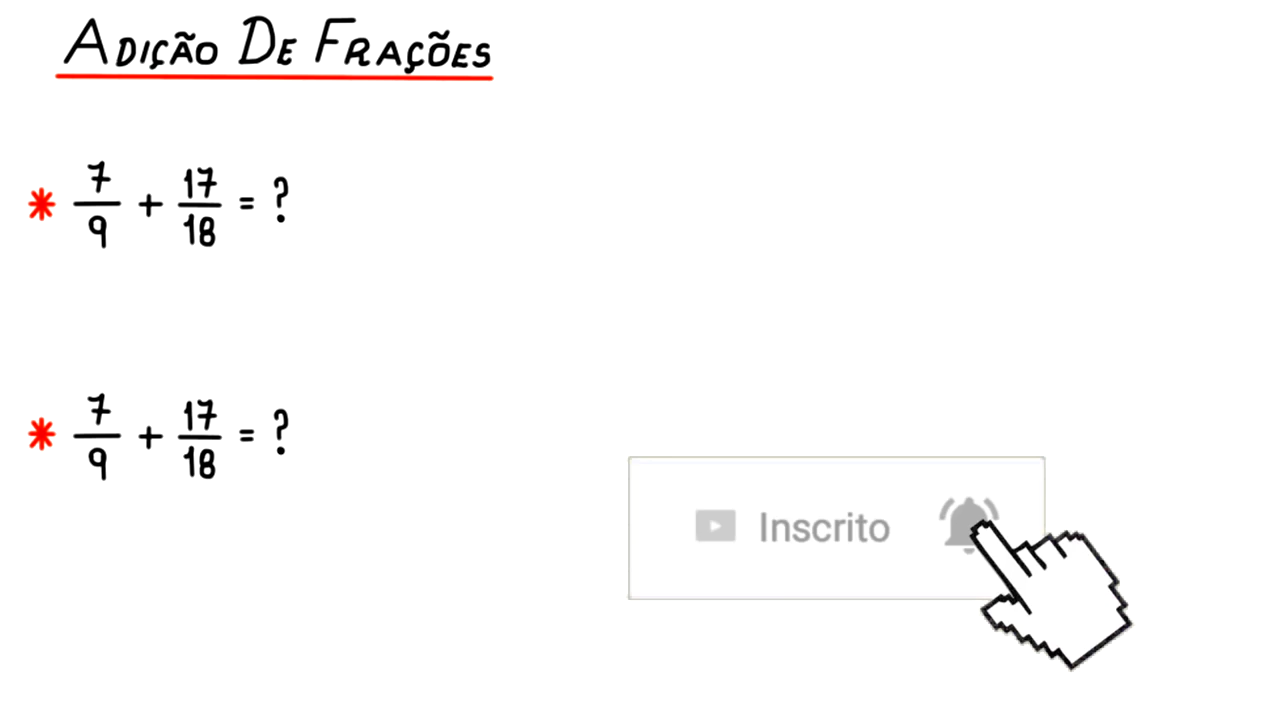 Adição De Frações
* 7/9 + 17/18 = ?
* 7/9 + 17/18 = ?
Inscrito